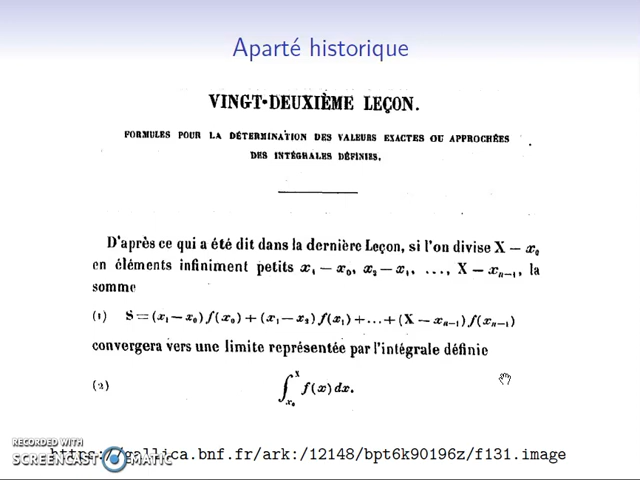 Aparté historique
VINGT-DEUXIÈME LEÇON.
FORMULES POUR LA DÉTERMINATION DES VALEURS EXACTES OU APPROCHÉES
DES INTÉGRALES DÉFINIES.
D'après ce qui a été dit dans la dernière Leçon, si l'on divise X — x₀
en éléments infiniment petits x₁ — x₀, x₂ — x₁, ..., X — xₙ₋₁, la
somme
(1) S = (x₁ — x₀) f(x₀) + (x₁ — x₂) f(x₁) + ... + (X — xₙ₋₁) f(xₙ₋₁)
convergera vers une limite représentée par l'intégrale définie
(2) ∫ₓ₀ˣ f(x) dx.
https://gallica.bnf.fr/ark:/12148/bpt6k90196z/f131.image
RECORDED WITH
SCREENCAST MATIC